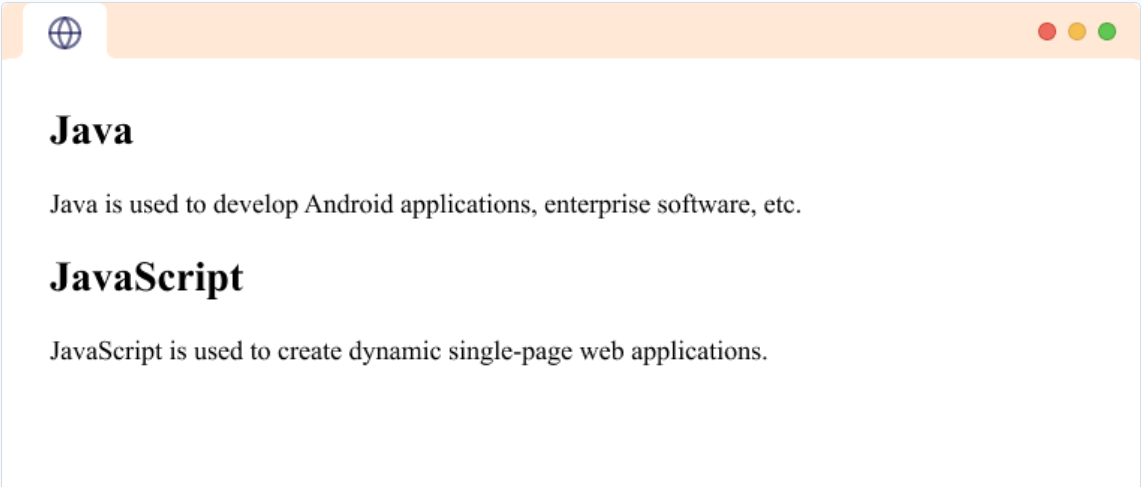 Java
Java is used to develop Android applications, enterprise software, etc.
JavaScript
JavaScript is used to create dynamic single-page web applications.